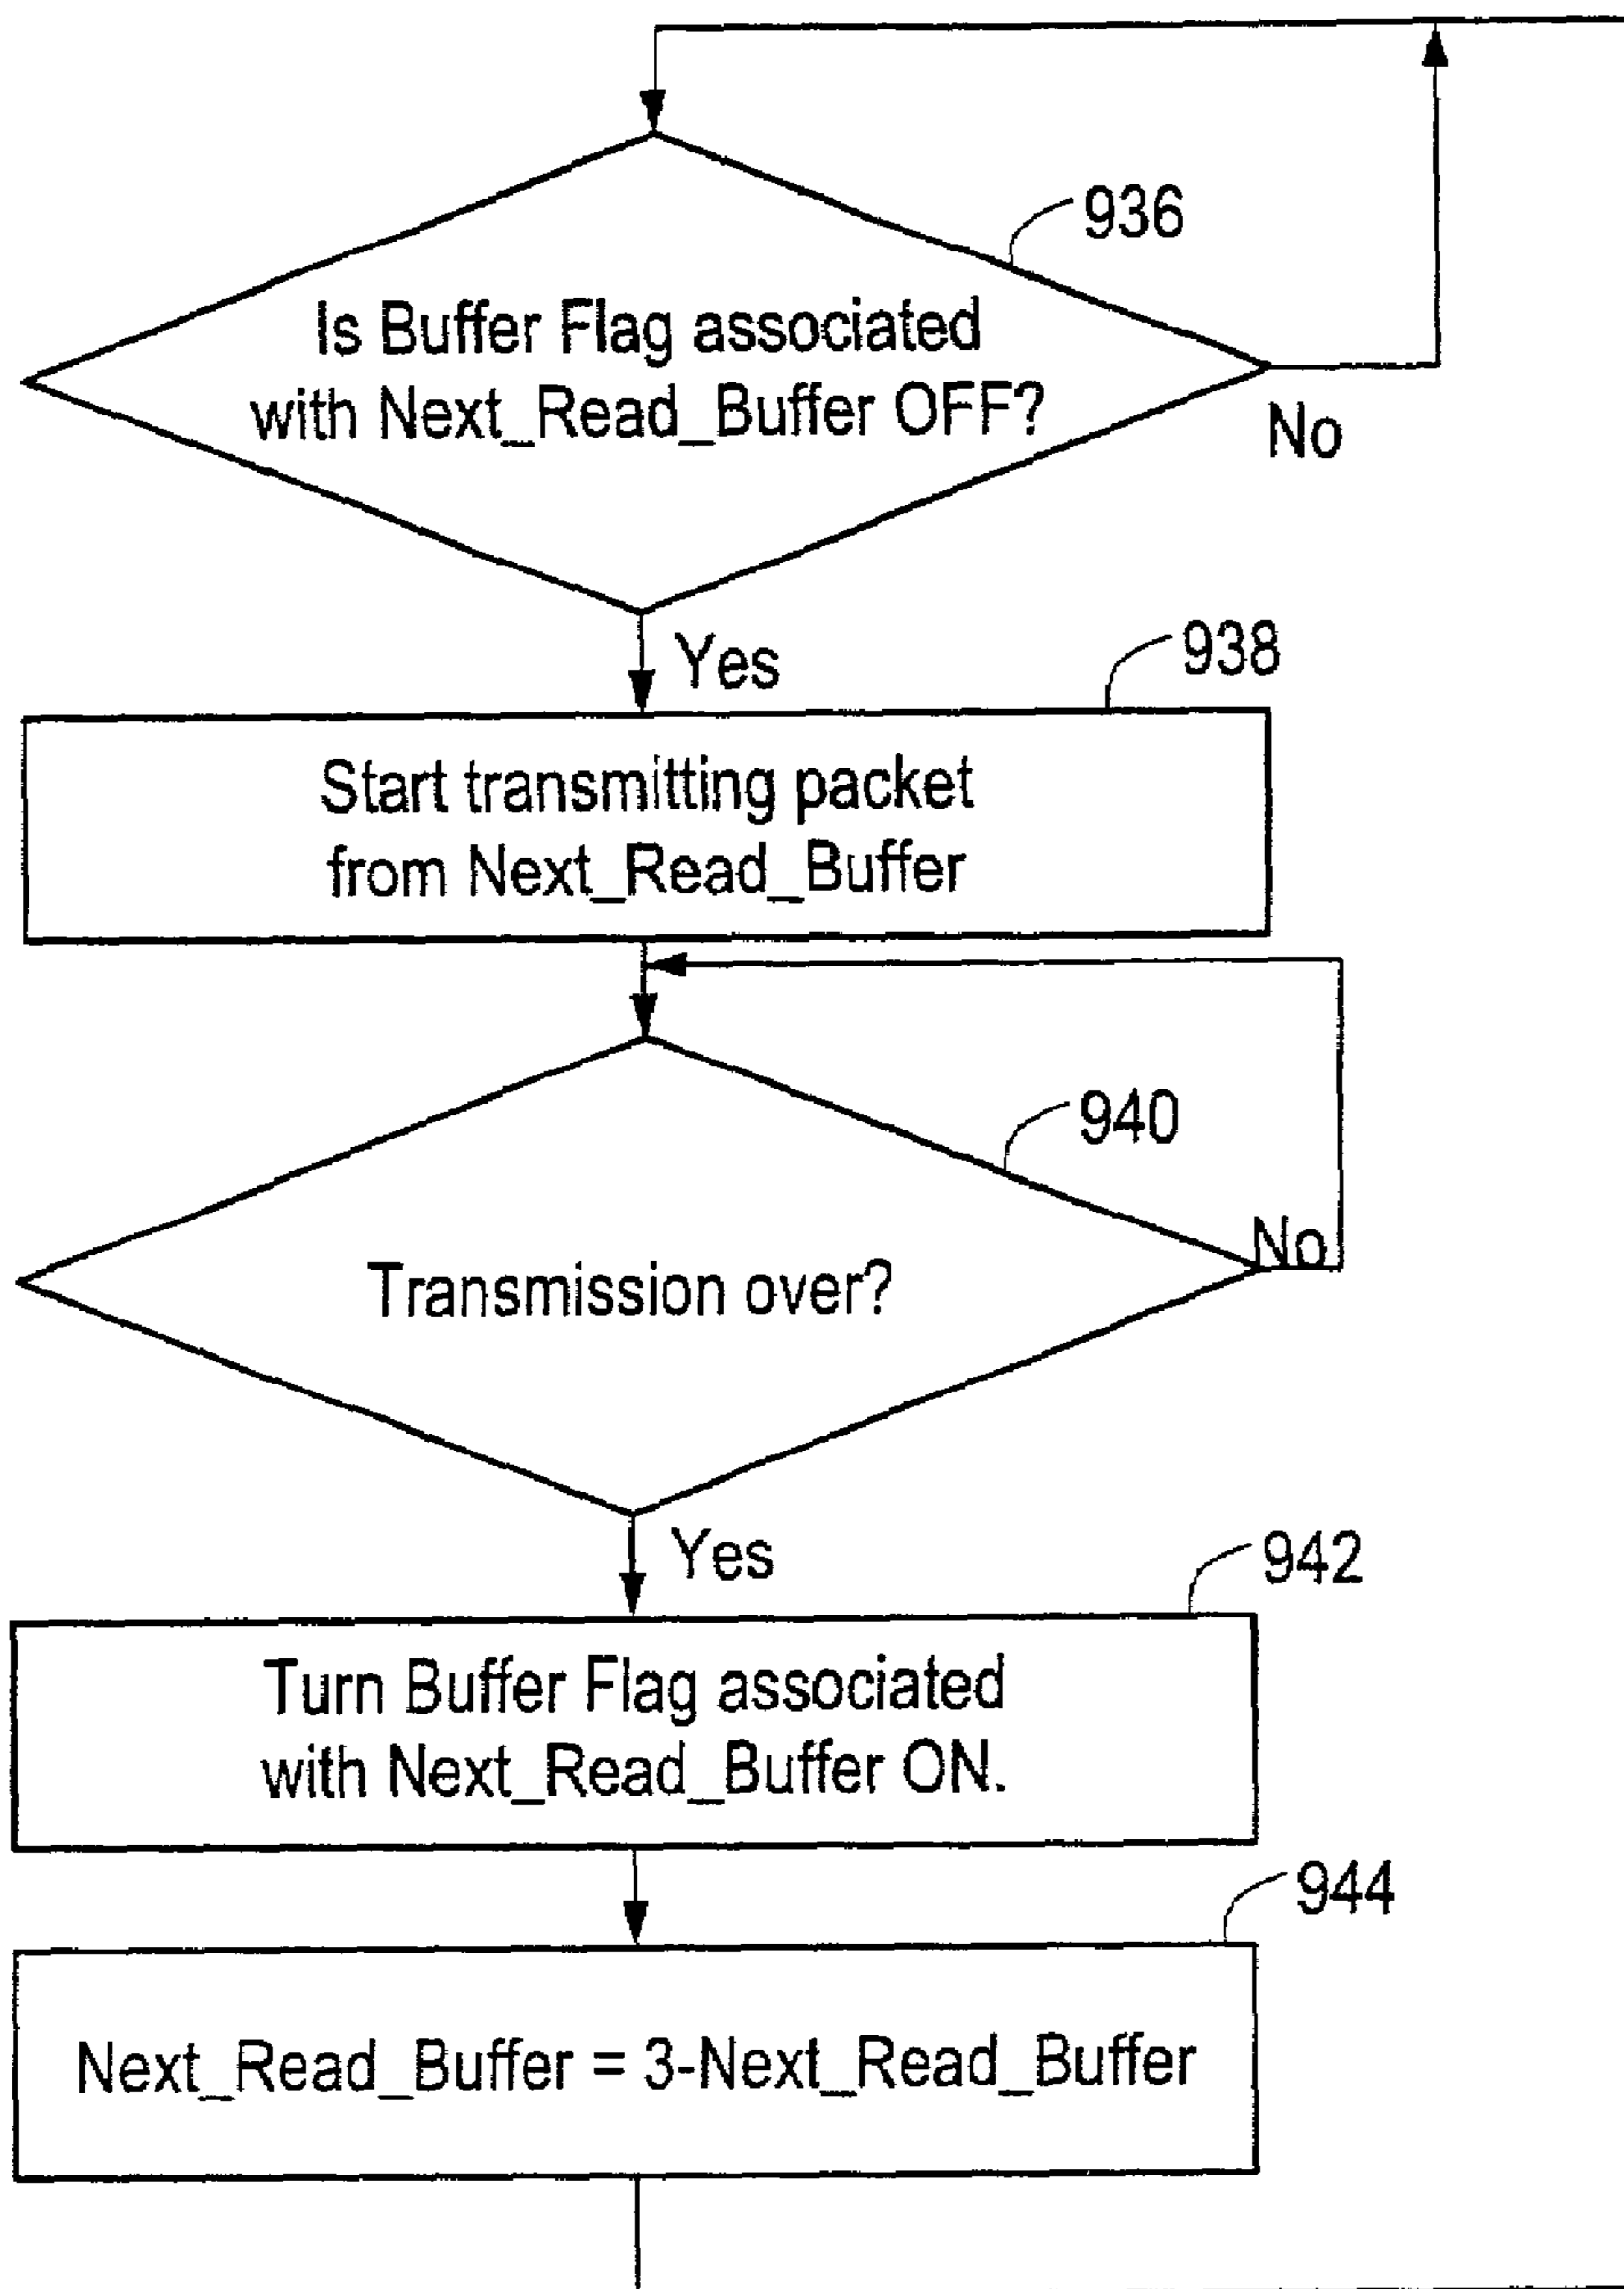 936
Is Buffer Flag associated
with Next_Read_Buffer OFF?
No
Yes
938
Start transmitting packet
from Next_Read_Buffer
940
No
Transmission over?
Yes
942
Turn Buffer Flag associated
with Next_Read_Buffer ON.
944
Next_Read_Buffer = 3-Next_Read_Buffer